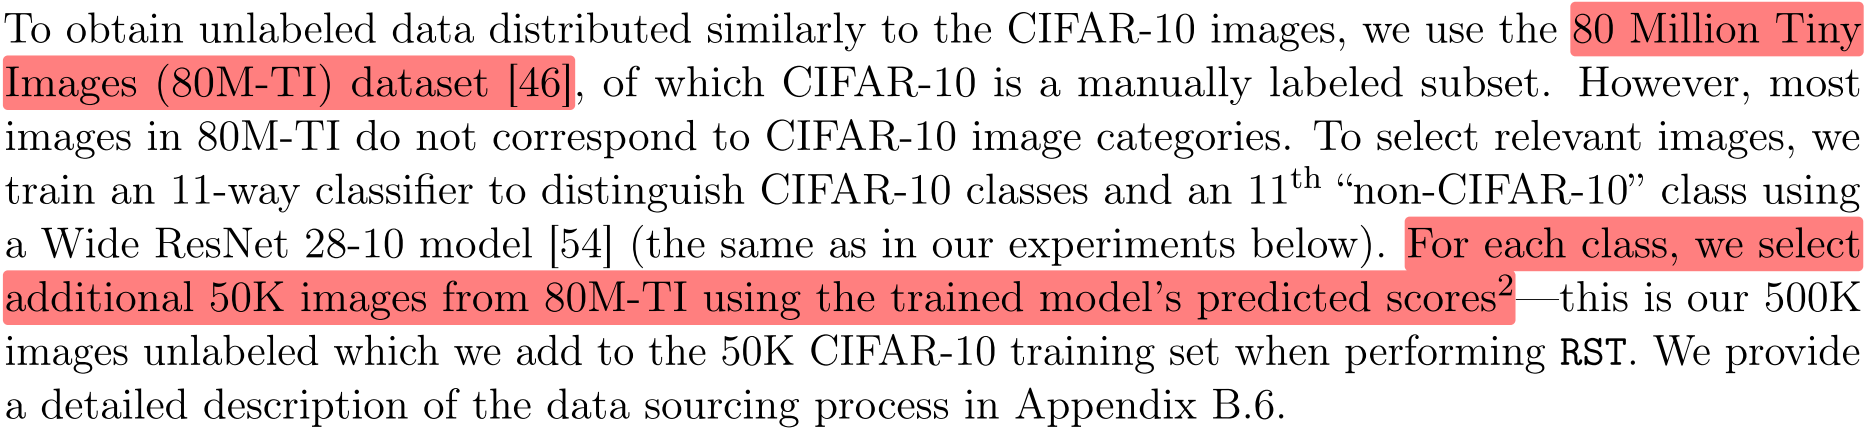 To obtain unlabeled data distributed similarly to the CIFAR-10 images, we use the 80 Million Tiny
Images (80M-TI) dataset [46], of which CIFAR-10 is a manually labeled subset. However, most
images in 80M-TI do not correspond to CIFAR-10 image categories. To select relevant images, we
train an 11-way classifier to distinguish CIFAR-10 classes and an 11th “non-CIFAR-10” class using
a Wide ResNet 28-10 model [54] (the same as in our experiments below). For each class, we select
additional 50K images from 80M-TI using the trained model’s predicted scores2—this is our 500K
images unlabeled which we add to the 50K CIFAR-10 training set when performing RST. We provide
a detailed description of the data sourcing process in Appendix B.6.